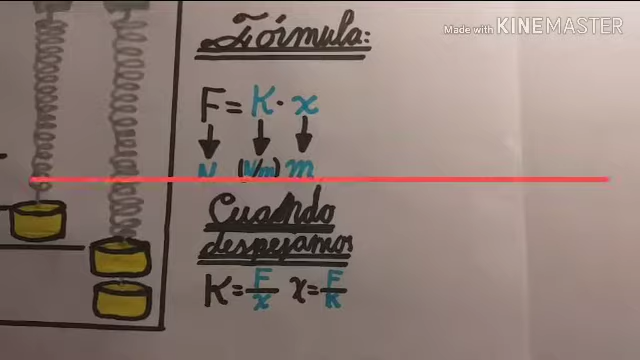 Made with KINEMASTER
Fórmula:
F = K · x
N (N/m) m
Cuando
despejamos
K = F/x x = F/K